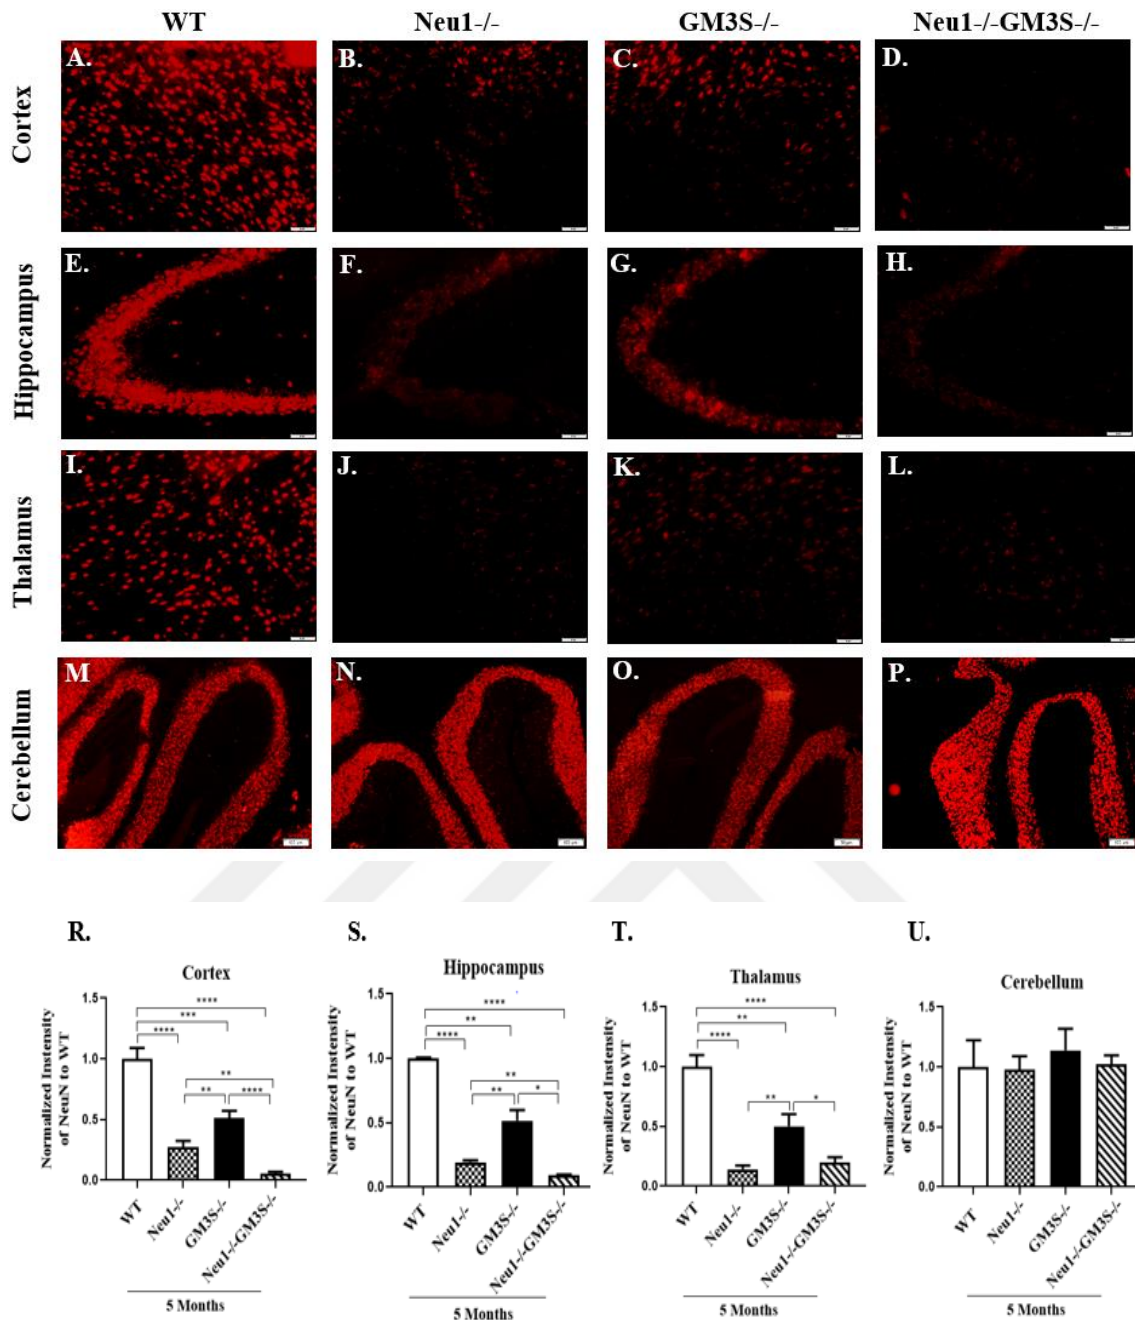 WT Neu1-/- GM3S-/- Neu1-/-GM3S-/-
Cortex
A. B. C. D.
Hippocampus
E. F. G. H.
Thalamus
I. J. K. L.
Cerebellum
M N. O. P.
R. S. T. U.
Cortex
Normalized Instensity
of NeuN to WT
1.5
1.0
0.5
0.0
****
***
****
**
** ****
WT
Neu1-/-
GM3S-/-
Neu1-/-GM3S-/-
5 Months
Hippocampus
Normalized Instensity
of NeuN to WT
1.5
1.0
0.5
0.0
****
**
****
**
** *
WT
Neu1-/-
GM3S-/-
Neu1-/-GM3S-/-
5 Months
Thalamus
Normalized Instensity
of NeuN to WT
1.5
1.0
0.5
0.0
****
**
****
** *
WT
Neu1-/-
GM3S-/-
Neu1-/-GM3S-/-
5 Months
Cerebellum
Normalized Instensity
of NeuN to WT
1.5
1.0
0.5
0.0
WT
Neu1-/-
GM3S-/-
Neu1-/-GM3S-/-
5 Months